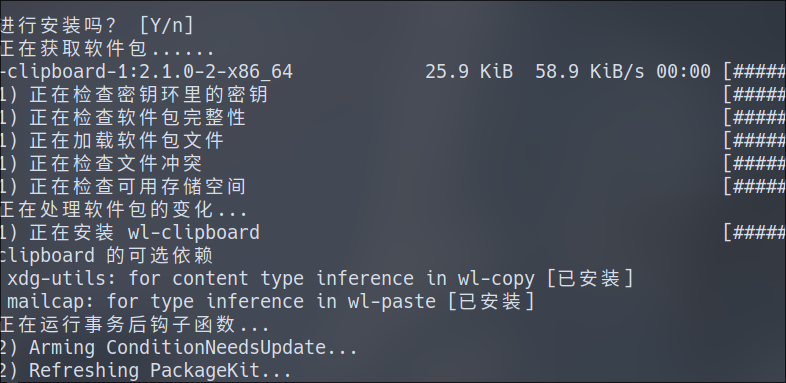 进行安装吗？ [Y/n]
正在获取软件包......
-clipboard-1:2.1.0-2-x86_64 25.9 KiB 58.9 KiB/s 00:00 [#####
1) 正在检查密钥环里的密钥 [#####
1) 正在检查软件包完整性 [#####
1) 正在加载软件包文件 [#####
1) 正在检查文件冲突 [#####
1) 正在检查可用存储空间 [#####
正在处理软件包的变化...
1) 正在安装 wl-clipboard [#####
clipboard 的可选依赖
xdg-utils: for content type inference in wl-copy [已安装]
mailcap: for type inference in wl-paste [已安装]
正在运行事务后钩子函数...
2) Arming ConditionNeedsUpdate...
2) Refreshing PackageKit...